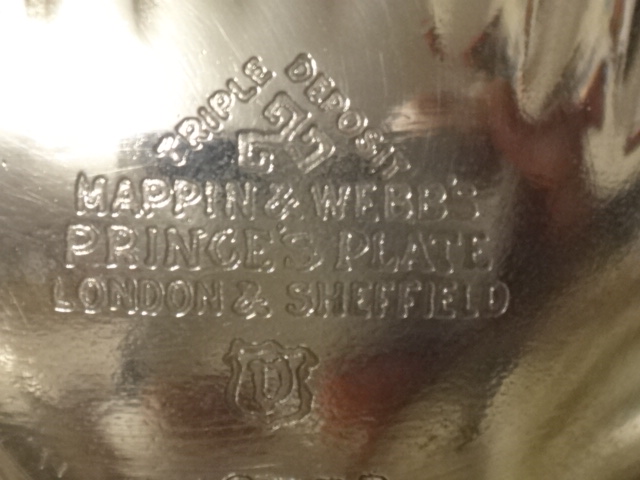 TRIPLE DEPOSIT
MAPPIN & WEBB'S
PRINCE'S PLATE
LONDON & SHEFFIELD